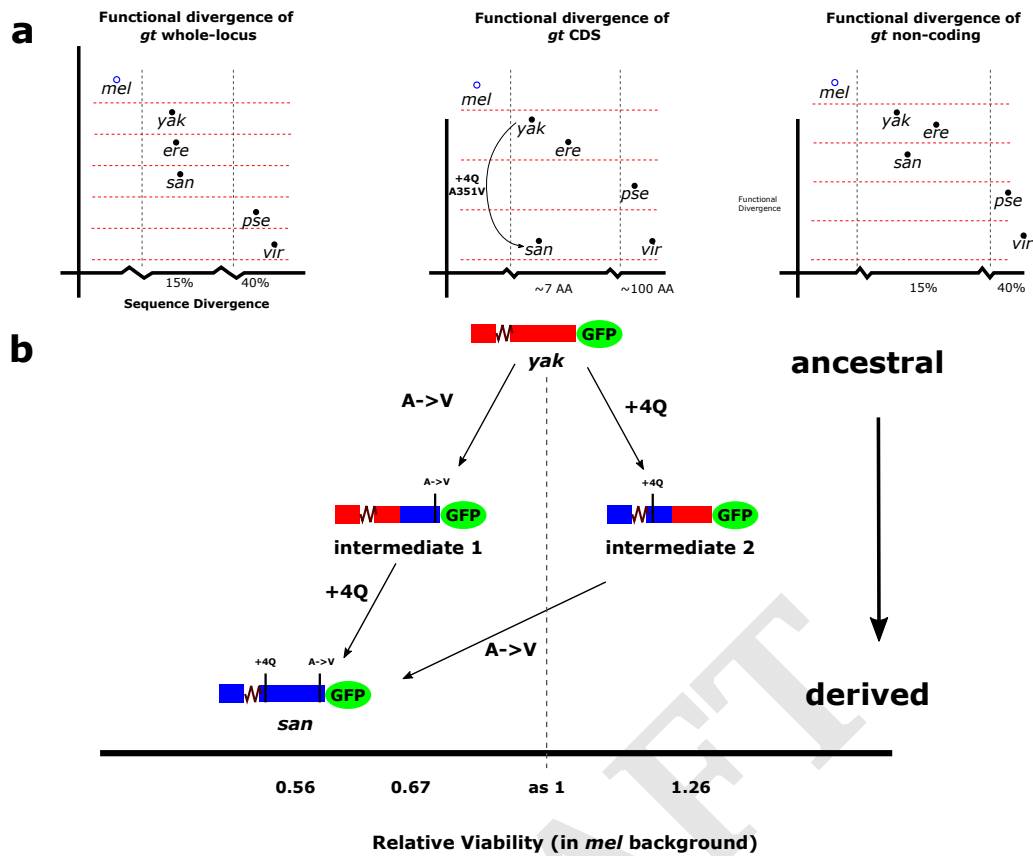 a
Functional divergence of
gt whole-locus
mel
yak
ere
san
pse
vir
15%
40%
Sequence Divergence
Functional divergence of
gt CDS
mel
yak
ere
+4Q
A351V
pse
san
vir
~7 AA
~100 AA
Functional divergence of
gt non-coding
mel
yak
ere
san
Functional
Divergence
pse
vir
15%
40%
b
GFP
yak
ancestral
A->V
+4Q
A->V
GFP
intermediate 1
+4Q
GFP
intermediate 2
+4Q
A->V
+4Q
A->V
GFP
san
derived
0.56
0.67
as 1
1.26
Relative Viability (in mel background)